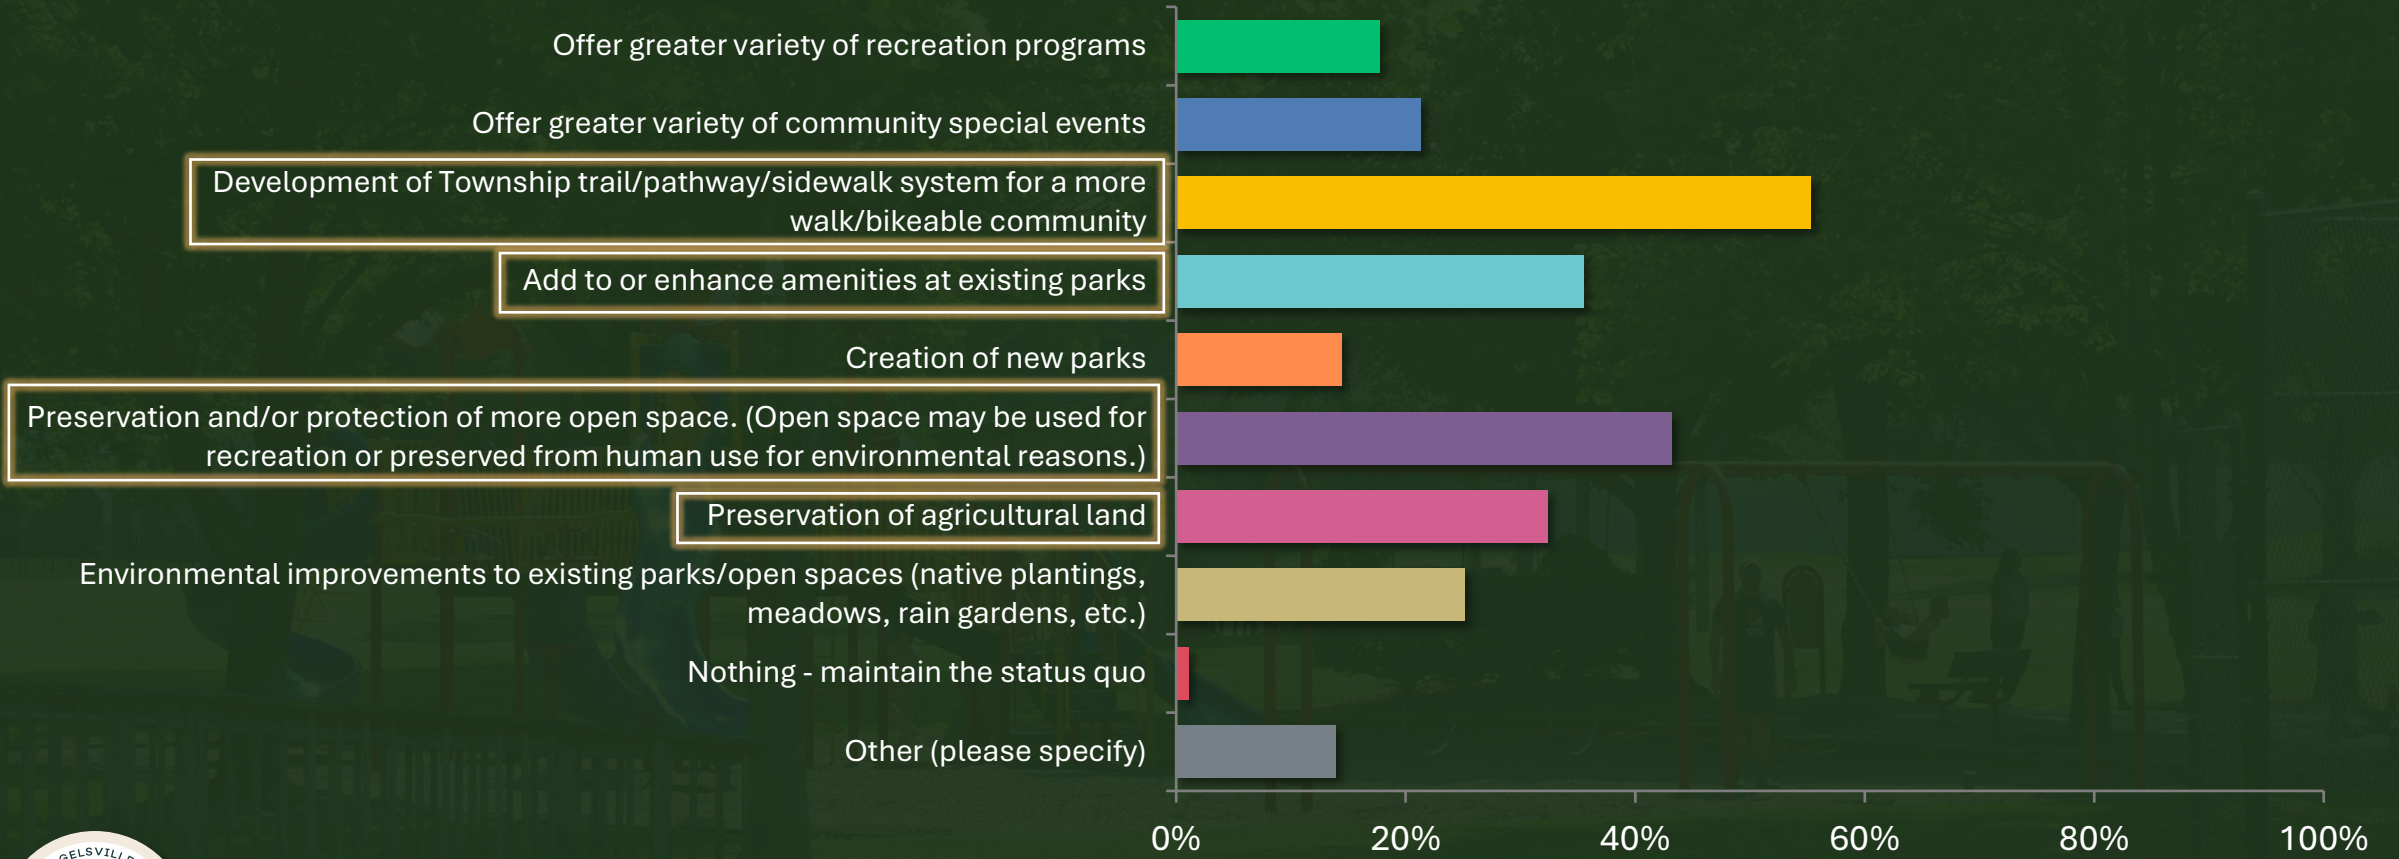 Offer greater variety of recreation programs
Offer greater variety of community special events
Development of Township trail/pathway/sidewalk system for a more
walk/bikeable community
Add to or enhance amenities at existing parks
Creation of new parks
Preservation and/or protection of more open space. (Open space may be used for
recreation or preserved from human use for environmental reasons.)
Preservation of agricultural land
Environmental improvements to existing parks/open spaces (native plantings,
meadows, rain gardens, etc.)
Nothing - maintain the status quo
Other (please specify)
0% 20% 40% 60% 80% 100%